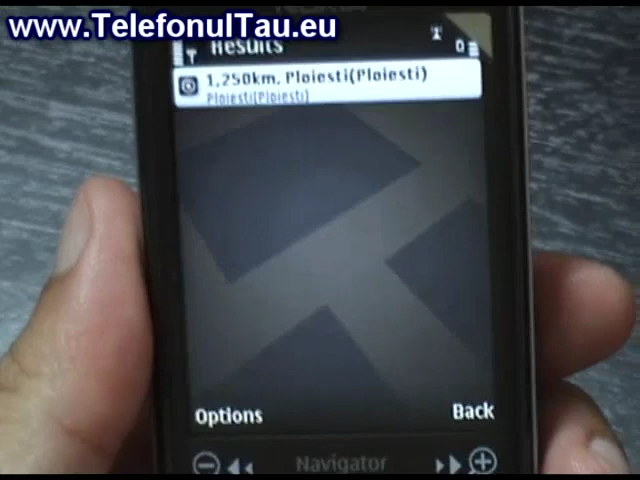 www.TelefonulTau.eu
Results
1,250km, Ploiesti(Ploiesti)
Ploiesti(Ploiesti)
Options
Back
Navigator